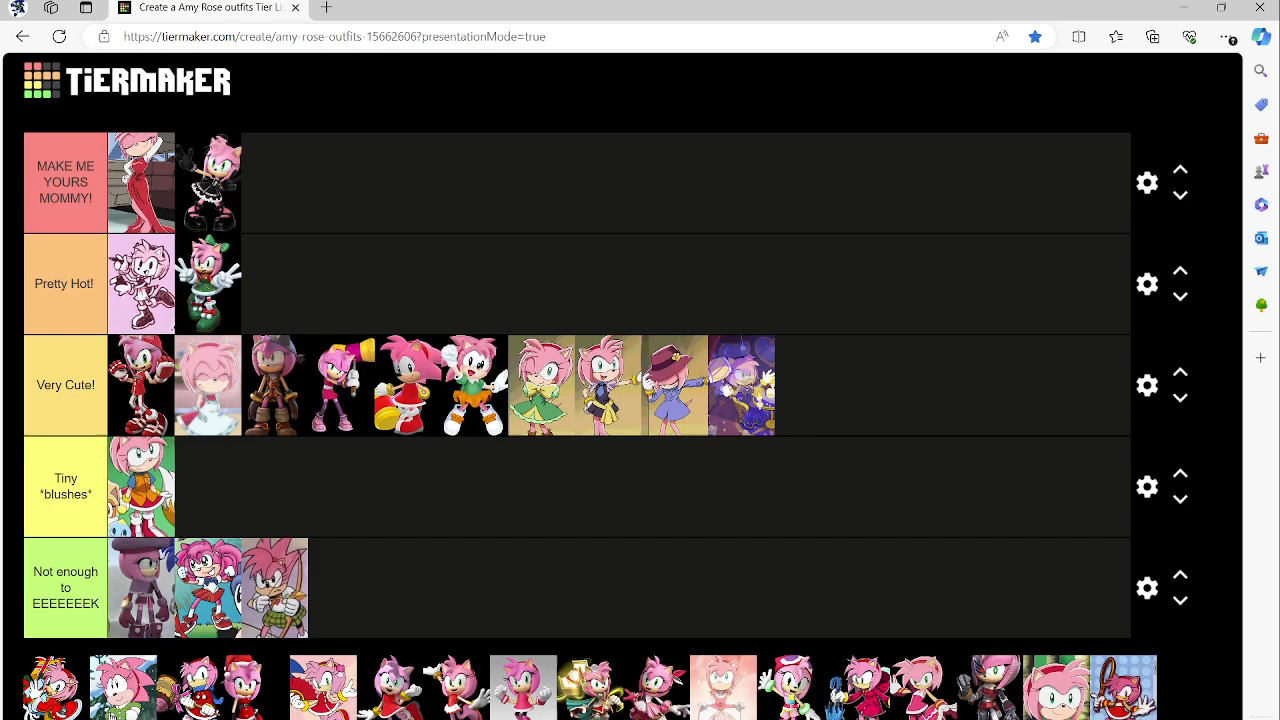 Create a Amy Rose outfits Tier Lis
https://tiermaker.com/create/amy-rose-outfits-15662606?presentationMode=true
TiERMAKER
MAKE ME
YOURS
MOMMY!
Pretty Hot!
Very Cute!
Tiny
*blushes*
Not enough
to
EEEEEEEK